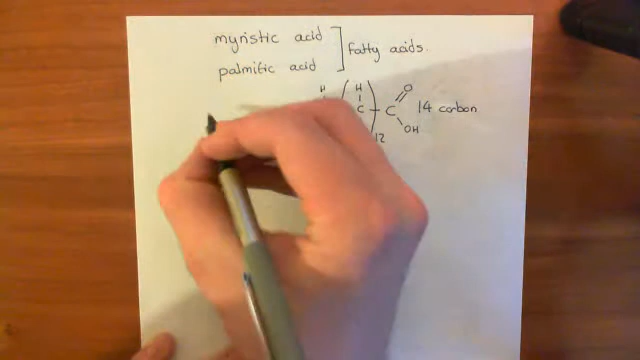 myristic acid
palmitic acid
fatty acids.
H H
C C O
OH
12
14 carbon